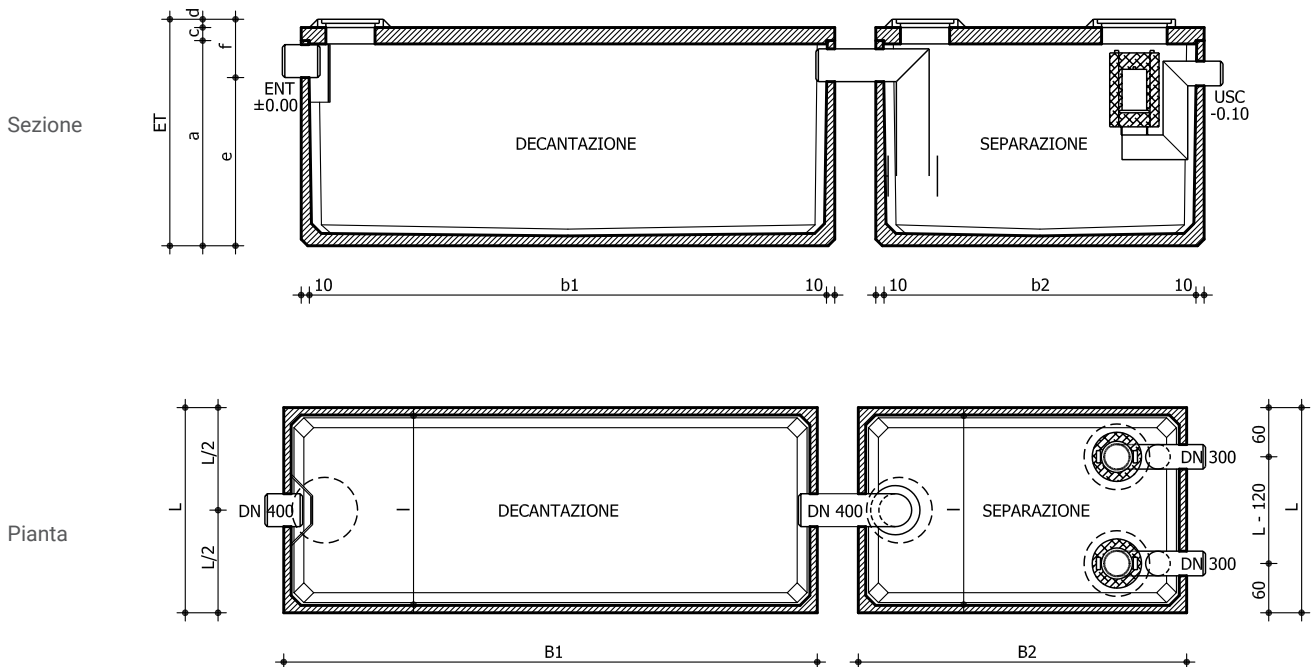 Sezione
ET
d
c
a
f
e
ENT
±0.00
DECANTAZIONE
SEPARAZIONE
USC
-0.10
10
b1
10
10
b2
10
Pianta
L
L/2
L/2
DN 400
l
DECANTAZIONE
DN 400
l
SEPARAZIONE
DN 300
DN 300
60
L - 120
60
L
B1
B2